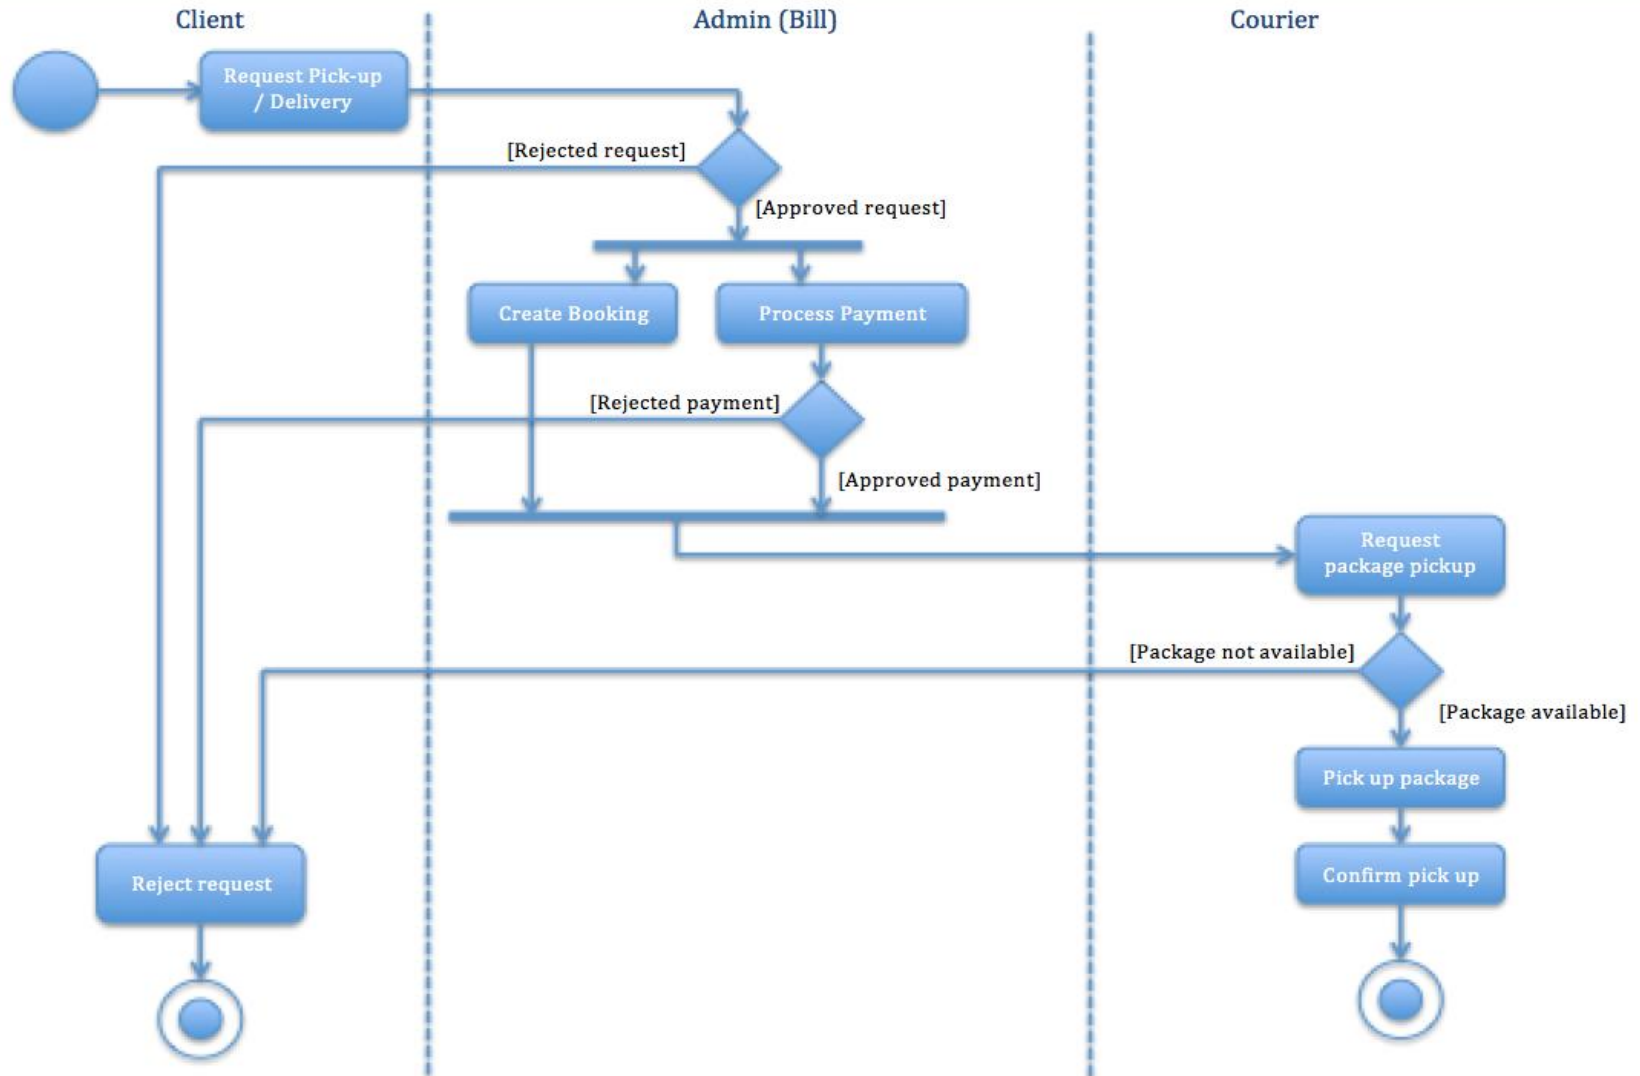 Client
Admin (Bill)
Courier
Request Pick-up
/ Delivery
[Rejected request]
[Approved request]
Create Booking
Process Payment
[Rejected payment]
[Approved payment]
Request
package pickup
[Package not available]
[Package available]
Pick up package
Reject request
Confirm pick up